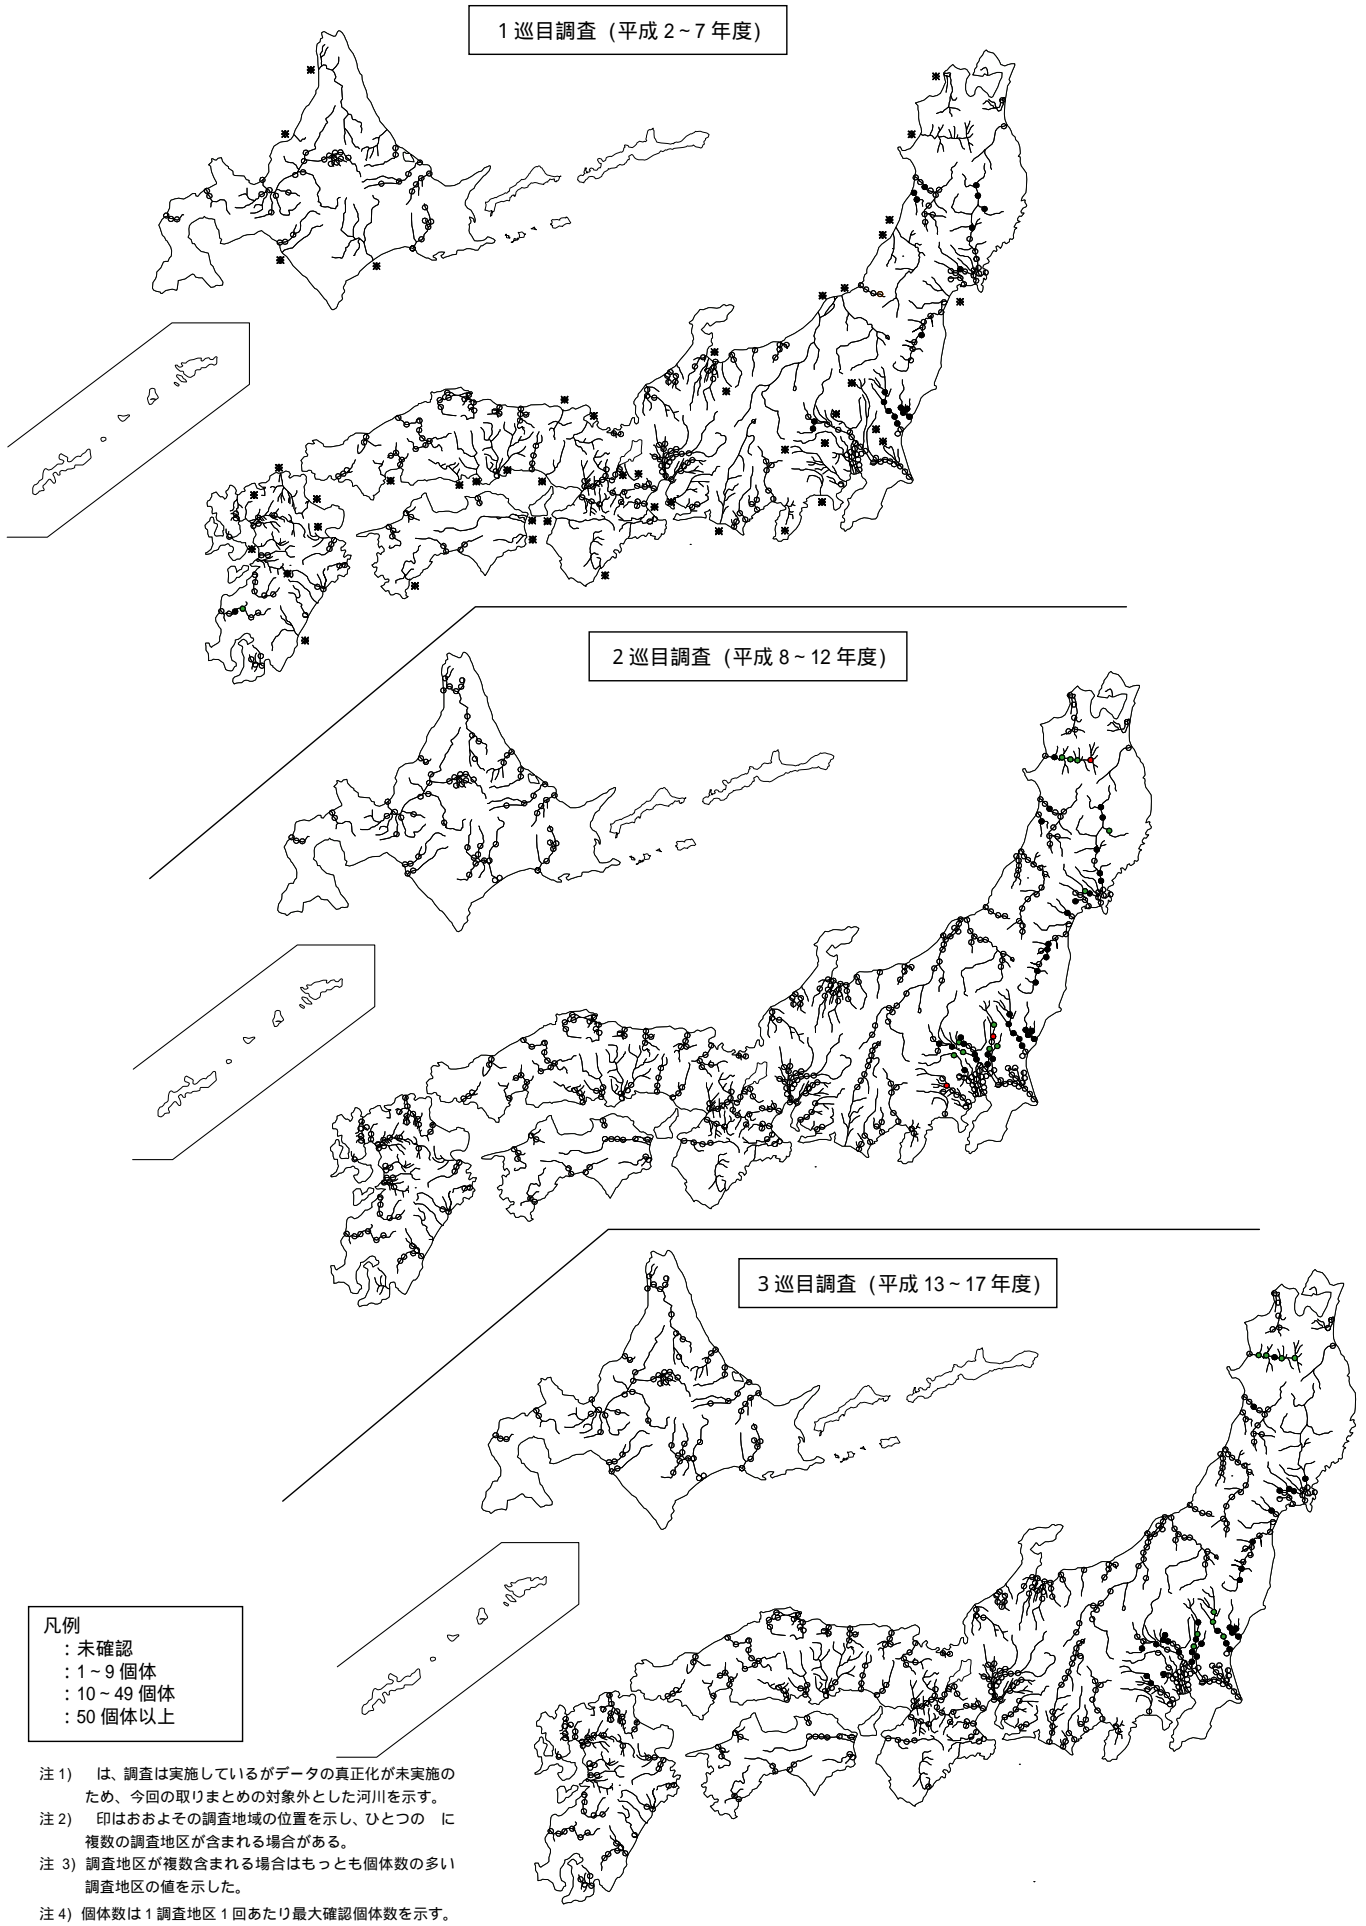 1巡目調査 (平成 2~7 年度)
2巡目調査 (平成 8~12 年度)
3巡目調査 (平成 13~17 年度)
凡例
:未確認
:1~9 個体
:10~49 個体
:50 個体以上
注 1) は、調査は実施しているがデータの真正化が未実施の
ため、今回の取りまとめの対象外とした河川を示す。
注 2) 印はおおよその調査地域の位置を示し、ひとつの に
複数の調査地区が含まれる場合がある。
注 3) 調査地区が複数含まれる場合はもっとも個体数の多い
調査地区の値を示した。
注 4) 個体数は 1 調査地区 1 回あたり最大確認個体数を示す。